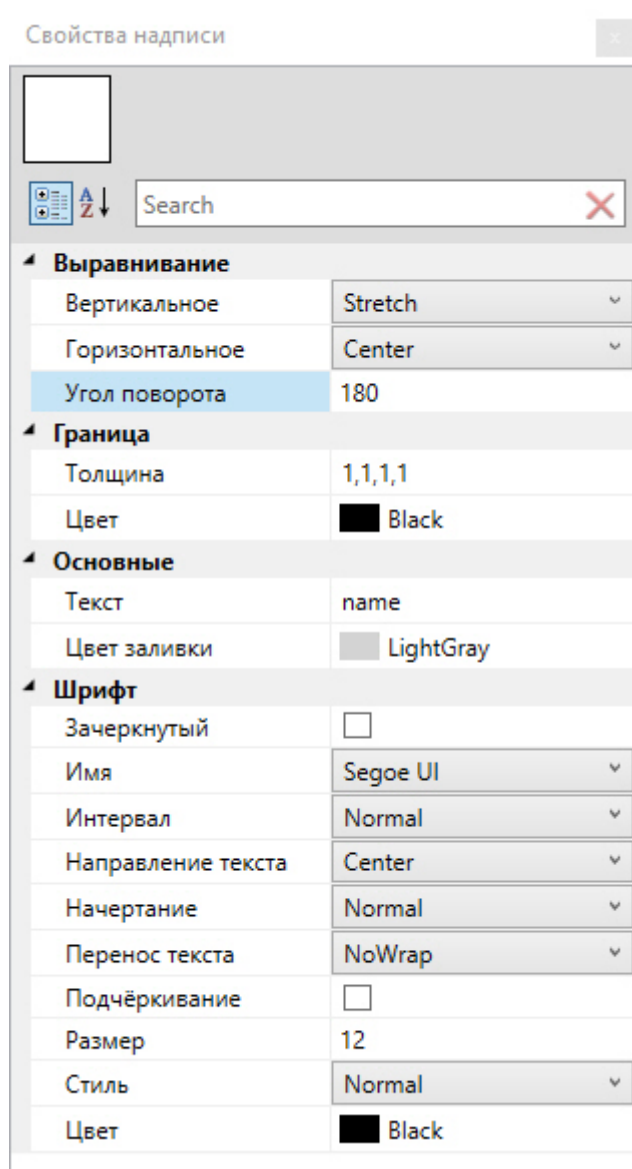 Свойства надписи
x
A
Z
Search
Выравнивание
Вертикальное Stretch
Горизонтальное Center
Угол поворота 180
Граница
Толщина 1,1,1,1
Цвет Black
Основные
Текст name
Цвет заливки LightGray
Шрифт
Зачеркнутый
Имя Segoe UI
Интервал Normal
Направление текста Center
Начертание Normal
Перенос текста NoWrap
Подчёркивание
Размер 12
Стиль Normal
Цвет Black